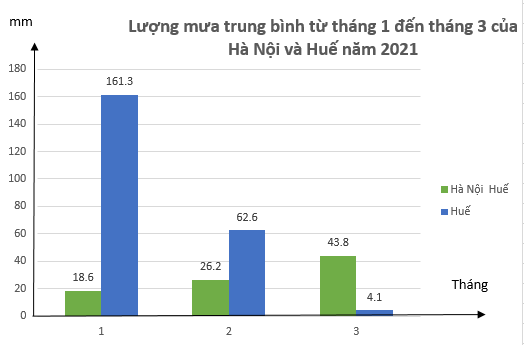 mm
Lượng mưa trung bình từ tháng 1 đến tháng 3 của
Hà Nội và Huế năm 2021
180
160
140
120
100
80
60
40
20
0
161.3
62.6
43.8
26.2
18.6
4.1
Hà Nội Huế
Huế
Tháng
1 2 3